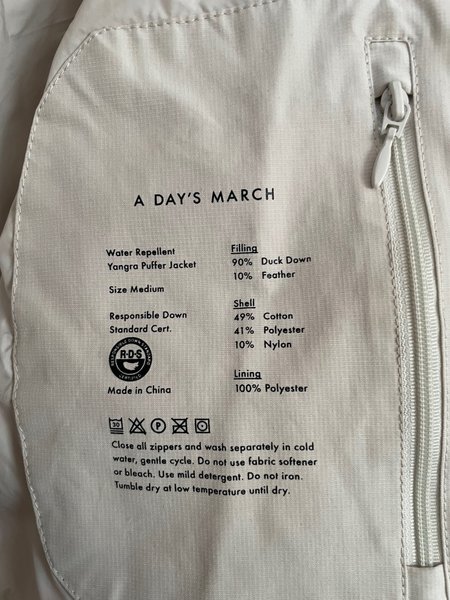 A DAY'S MARCH
Water Repellent
Yangra Puffer Jacket
Size Medium
Responsible Down
Standard Cert.
R·D·S
CERTIFIED
Made in China
Filling
90% Duck Down
10% Feather
Shell
49% Cotton
41% Polyester
10% Nylon
Lining
100% Polyester
30
P
Close all zippers and wash separately in cold
water, gentle cycle. Do not use fabric softener
or bleach. Use mild detergent. Do not iron.
Tumble dry at low temperature until dry.